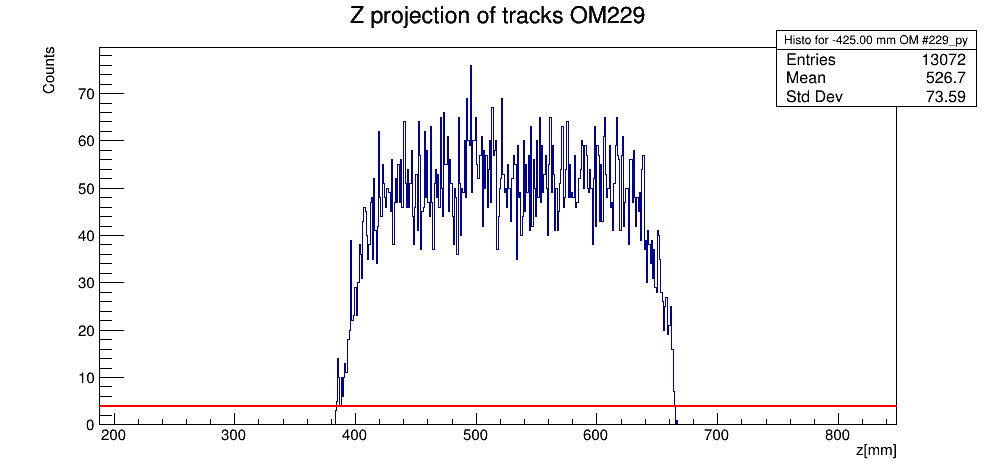 Z projection of tracks OM229
Histo for -425.00 mm OM #229_py
Entries 13072
Mean 526.7
Std Dev 73.59
Counts
70
60
50
40
30
20
10
0
200 300 400 500 600 700 800
z[mm]